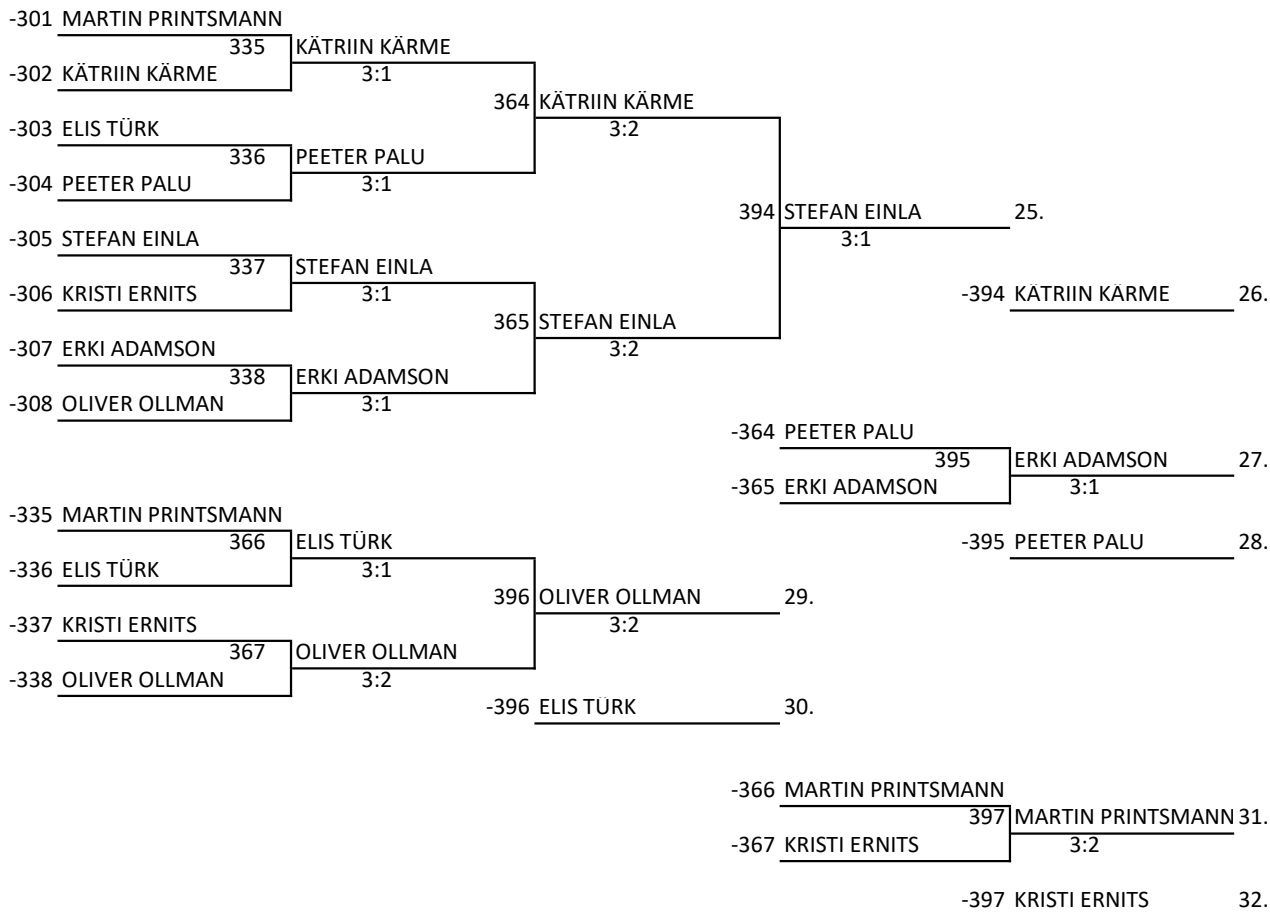 -301 MARTIN PRINTSMANN
335 KÄTRIIN KÄRME
-302 KÄTRIIN KÄRME 3:1
364 KÄTRIIN KÄRME
-303 ELIS TÜRK 3:2
336 PEETER PALU
-304 PEETER PALU 3:1
394 STEFAN EINLA 25.
-305 STEFAN EINLA 3:1
337 STEFAN EINLA
-306 KRISTI ERNITS 3:1 -394 KÄTRIIN KÄRME 26.
365 STEFAN EINLA
-307 ERKI ADAMSON 3:2
338 ERKI ADAMSON
-308 OLIVER OLLMAN 3:1
-364 PEETER PALU
395 ERKI ADAMSON 27.
-365 ERKI ADAMSON 3:1
-335 MARTIN PRINTSMANN
366 ELIS TÜRK -395 PEETER PALU 28.
-336 ELIS TÜRK 3:1
396 OLIVER OLLMAN 29.
-337 KRISTI ERNITS 3:2
367 OLIVER OLLMAN
-338 OLIVER OLLMAN 3:2
-396 ELIS TÜRK 30.
-366 MARTIN PRINTSMANN
397 MARTIN PRINTSMANN 31.
-367 KRISTI ERNITS 3:2
-397 KRISTI ERNITS 32.